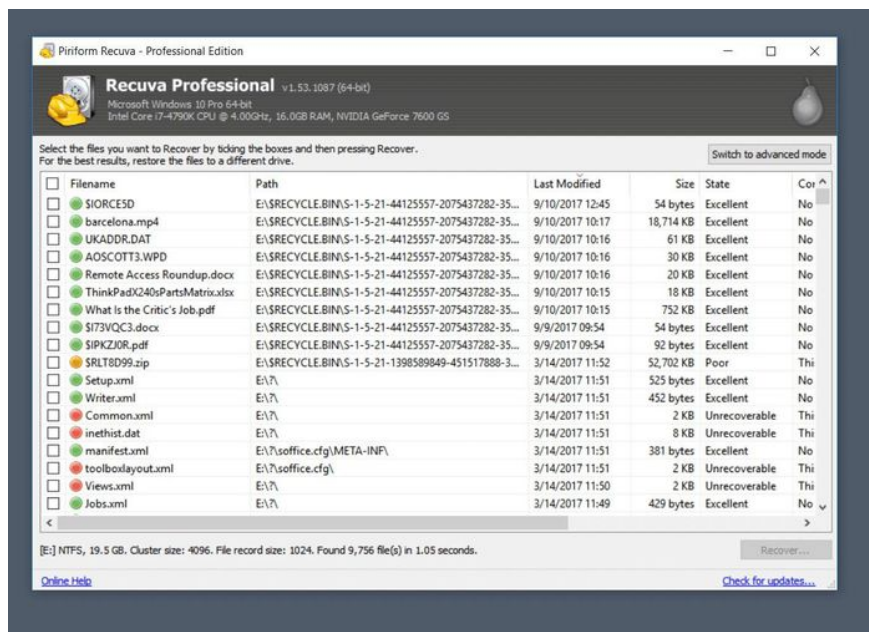 Piriform Recuva - Professional Edition
Recuva Professional v1.53.1087 (64-bit)
Microsoft Windows 10 Pro 64-bit
Intel Core i7-4790K CPU @ 4.00GHz, 16.0GB RAM, NVIDIA GeForce 7600 GS
Select the files you want to Recover by ticking the boxes and then pressing Recover.
For the best results, restore the files to a different drive.
Switch to advanced mode
Filename Path Last Modified Size State Cor
$IORCE5D E:\$RECYCLE.BIN\S-1-5-21-44125557-2075437282-35... 9/10/2017 12:45 54 bytes Excellent No
barcelona.mp4 E:\$RECYCLE.BIN\S-1-5-21-44125557-2075437282-35... 9/10/2017 10:17 18,714 KB Excellent No
UKADDR.DAT E:\$RECYCLE.BIN\S-1-5-21-44125557-2075437282-35... 9/10/2017 10:16 61 KB Excellent No
AOSCOTT3.WPD E:\$RECYCLE.BIN\S-1-5-21-44125557-2075437282-35... 9/10/2017 10:16 30 KB Excellent No
Remote Access Roundup.docx E:\$RECYCLE.BIN\S-1-5-21-44125557-2075437282-35... 9/10/2017 10:16 20 KB Excellent No
ThinkPadX240sPartsMatrix.xlsx E:\$RECYCLE.BIN\S-1-5-21-44125557-2075437282-35... 9/10/2017 10:15 18 KB Excellent No
What Is the Critic's Job.pdf E:\$RECYCLE.BIN\S-1-5-21-44125557-2075437282-35... 9/10/2017 10:15 752 KB Excellent No
$I73VQC3.docx E:\$RECYCLE.BIN\S-1-5-21-44125557-2075437282-35... 9/9/2017 09:54 54 bytes Excellent No
$IPKZJ0R.pdf E:\$RECYCLE.BIN\S-1-5-21-44125557-2075437282-35... 9/9/2017 09:54 92 bytes Excellent No
$RLT8D99.zip E:\$RECYCLE.BIN\S-1-5-21-1398589849-451517888-3... 3/14/2017 11:52 52,702 KB Poor Thi
Setup.xml E:\?\ 3/14/2017 11:51 525 bytes Excellent No
Writer.xml E:\?\ 3/14/2017 11:51 452 bytes Excellent No
Common.xml E:\?\ 3/14/2017 11:51 2 KB Unrecoverable Thi
inethist.dat E:\?\ 3/14/2017 11:51 8 KB Unrecoverable Thi
manifest.xml E:\?\soffice.cfg\META-INF\ 3/14/2017 11:51 381 bytes Excellent No
toolboxlayout.xml E:\?\soffice.cfg\ 3/14/2017 11:51 2 KB Unrecoverable Thi
Views.xml E:\?\ 3/14/2017 11:50 2 KB Unrecoverable Thi
Jobs.xml E:\?\ 3/14/2017 11:49 429 bytes Excellent No
[E:] NTFS, 19.5 GB. Cluster size: 4096. File record size: 1024. Found 9,756 file(s) in 1.05 seconds.
Recover...
Online Help
Check for updates...